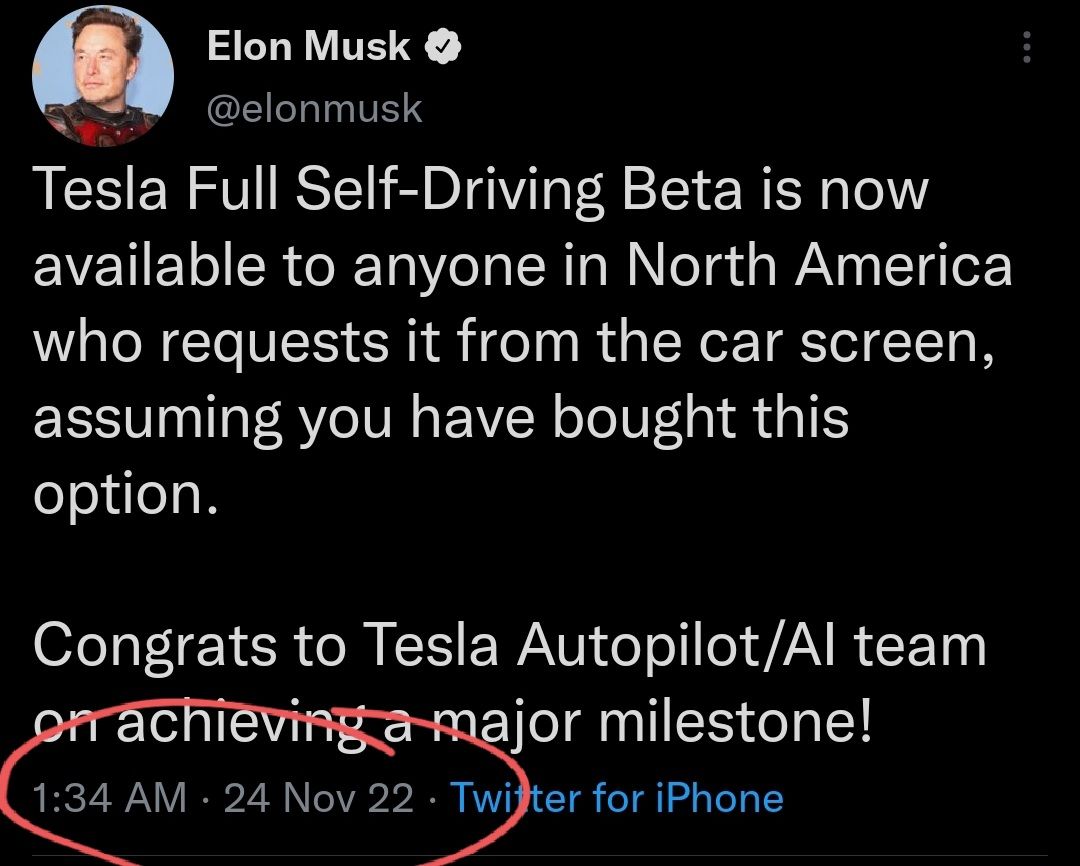 Elon Musk
@elonmusk
Tesla Full Self-Driving Beta is now
available to anyone in North America
who requests it from the car screen,
assuming you have bought this
option.
Congrats to Tesla Autopilot/AI team
on achieving a major milestone!
1:34 AM · 24 Nov 22 · Twitter for iPhone